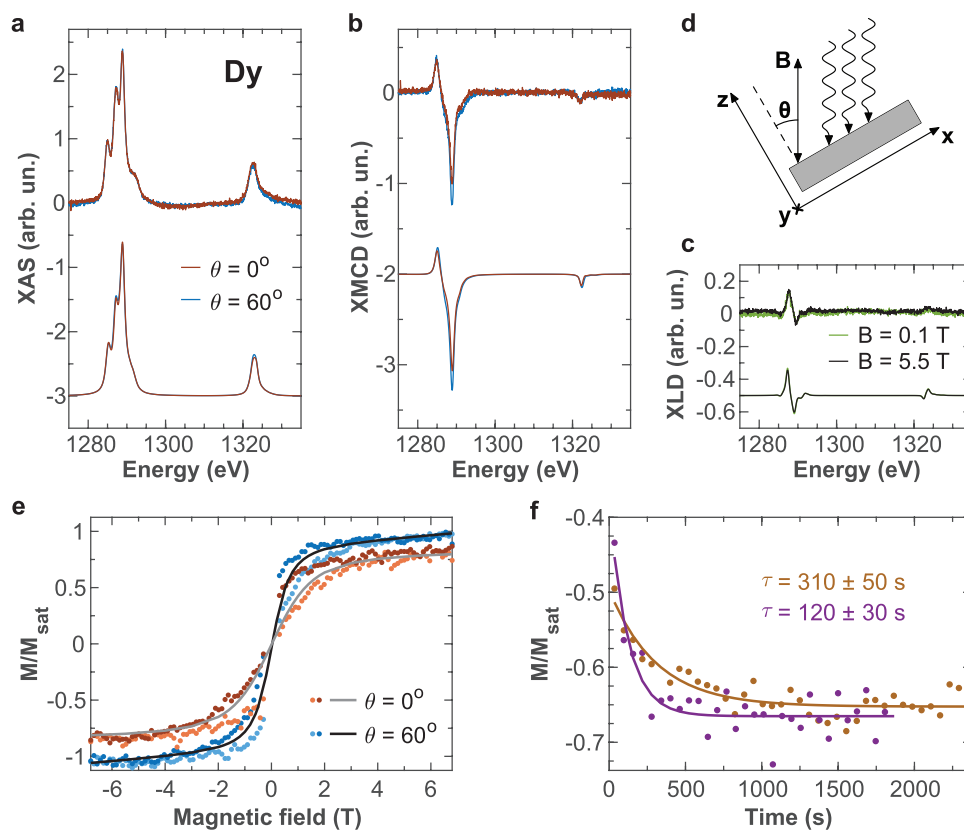 a
XAS (arb. un.)
2
1
0
-1
-2
-3
Dy
θ = 0°
θ = 60°
1280 1300 1320
Energy (eV)
b
XMCD (arb. un.)
0
-1
-2
-3
1280 1300 1320
Energy (eV)
d
B
z
θ
x
y
c
XLD (arb. un.)
0.2
0
-0.2
-0.4
-0.6
B = 0.1 T
B = 5.5 T
1280 1300 1320
Energy (eV)
e
M/Msat
1
0.5
0
-0.5
-1
θ = 0°
θ = 60°
-6 -4 -2 0 2 4 6
Magnetic field (T)
f
M/Msat
-0.4
-0.5
-0.6
-0.7
τ = 310 ± 50 s
τ = 120 ± 30 s
0 500 1000 1500 2000
Time (s)